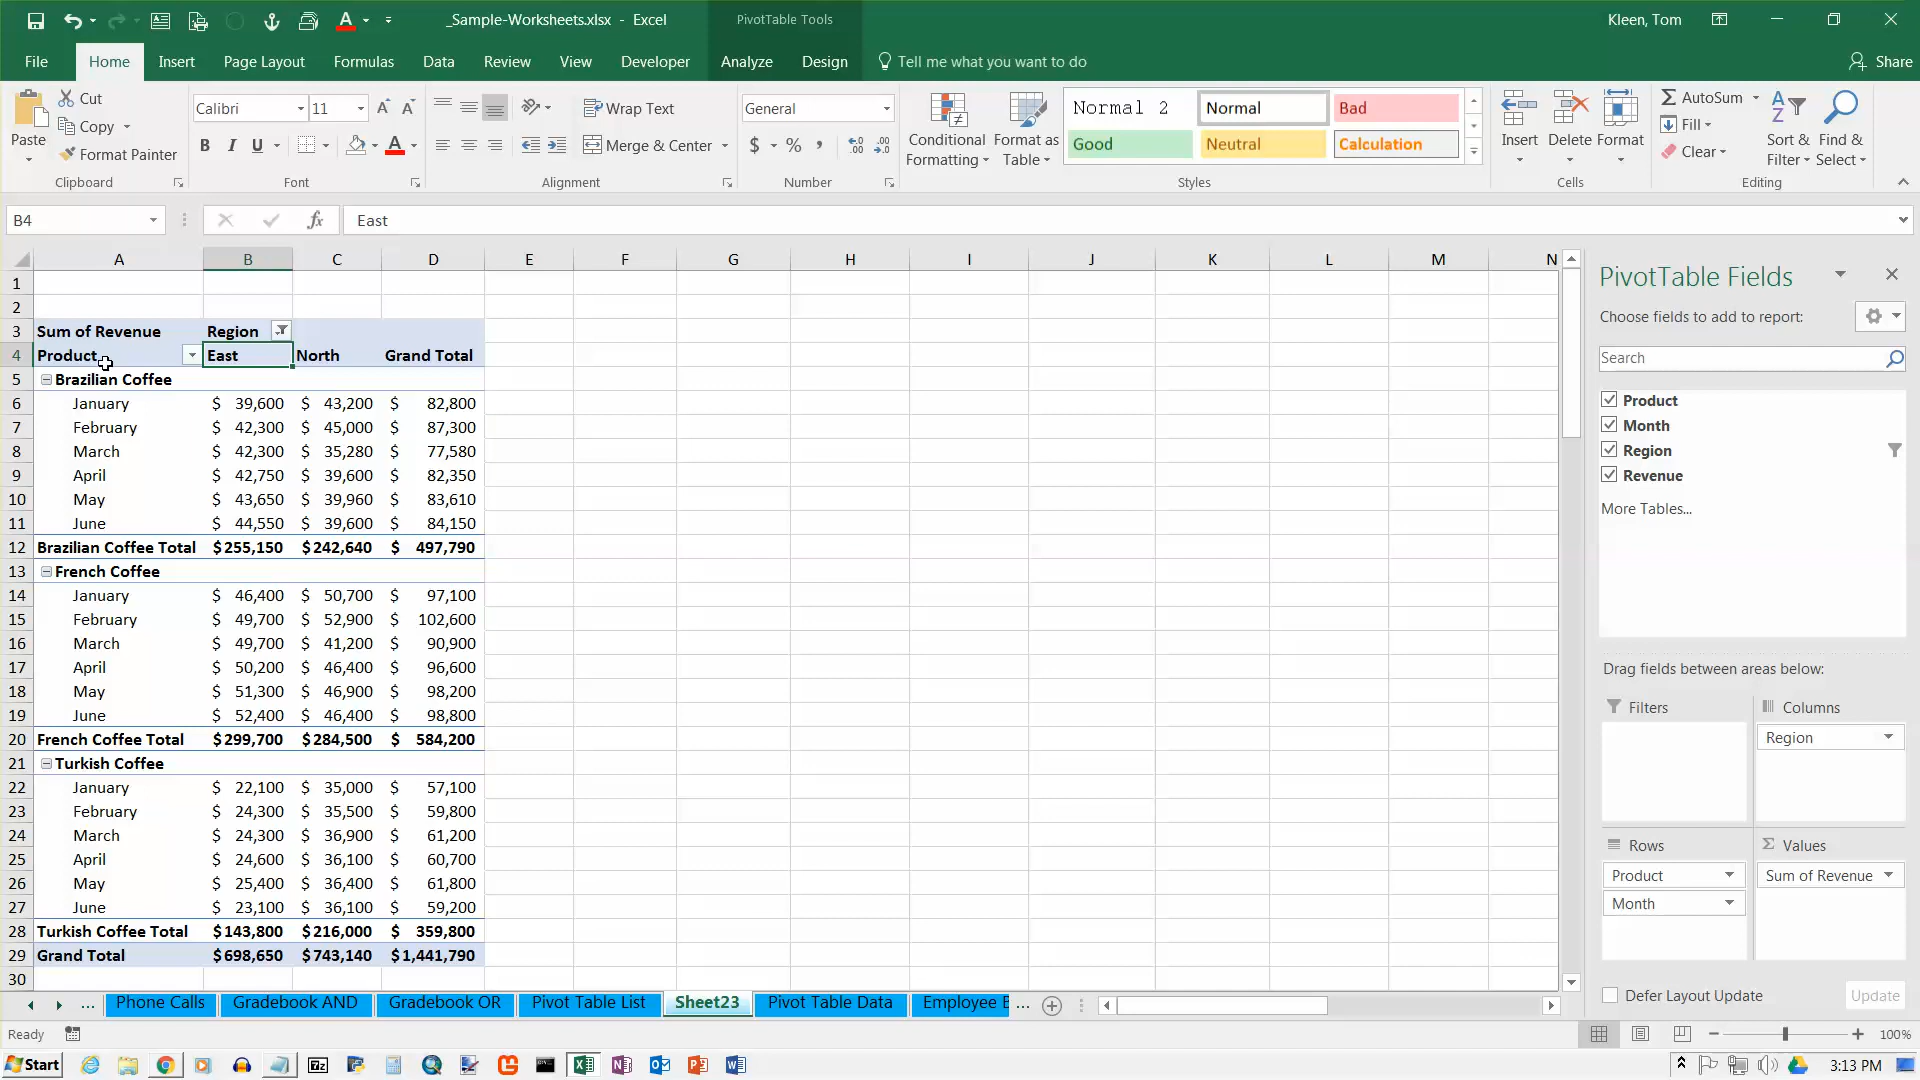 _Sample-Worksheets.xlsx - Excel
PivotTable Tools
Kleen, Tom
File Home Insert Page Layout Formulas Data Review View Developer Analyze Design Tell me what you want to do Share
Paste
Cut
Copy
Format Painter
Clipboard
Calibri 11
B I U
Font
Wrap Text
Merge & Center
Alignment
General
$ % ,
Number
Conditional Formatting
Format as Table
Normal 2 Normal Bad
Good Neutral Calculation
Styles
Insert Delete Format
Cells
AutoSum
Fill
Clear
Sort & Filter
Find & Select
Editing
B4 fx East
A B C D E F G H I J K L M N
1
2
3 Sum of Revenue Region
4 Product East North Grand Total
5 Brazilian Coffee
6 January $ 39,600 $ 43,200 $ 82,800
7 February $ 42,300 $ 45,000 $ 87,300
8 March $ 42,300 $ 35,280 $ 77,580
9 April $ 42,750 $ 39,600 $ 82,350
10 May $ 43,650 $ 39,960 $ 83,610
11 June $ 44,550 $ 39,600 $ 84,150
12 Brazilian Coffee Total $255,150 $242,640 $ 497,790
13 French Coffee
14 January $ 46,400 $ 50,700 $ 97,100
15 February $ 49,700 $ 52,900 $ 102,600
16 March $ 49,700 $ 41,200 $ 90,900
17 April $ 50,200 $ 46,400 $ 96,600
18 May $ 51,300 $ 46,900 $ 98,200
19 June $ 52,400 $ 46,400 $ 98,800
20 French Coffee Total $299,700 $284,500 $ 584,200
21 Turkish Coffee
22 January $ 22,100 $ 35,000 $ 57,100
23 February $ 24,300 $ 35,500 $ 59,800
24 March $ 24,300 $ 36,900 $ 61,200
25 April $ 24,600 $ 36,100 $ 60,700
26 May $ 25,400 $ 36,400 $ 61,800
27 June $ 23,100 $ 36,100 $ 59,200
28 Turkish Coffee Total $143,800 $216,000 $ 359,800
29 Grand Total $698,650 $743,140 $1,441,790
30
PivotTable Fields
Choose fields to add to report:
Search
Product
Month
Region
Revenue
More Tables...
Drag fields between areas below:
Filters
Columns
Region
Rows
Product
Month
Values
Sum of Revenue
Defer Layout Update Update
... Phone Calls Gradebook AND Gradebook OR Pivot Table List Sheet23 Pivot Table Data Employee E ...
Ready
100%
Start
3:13 PM